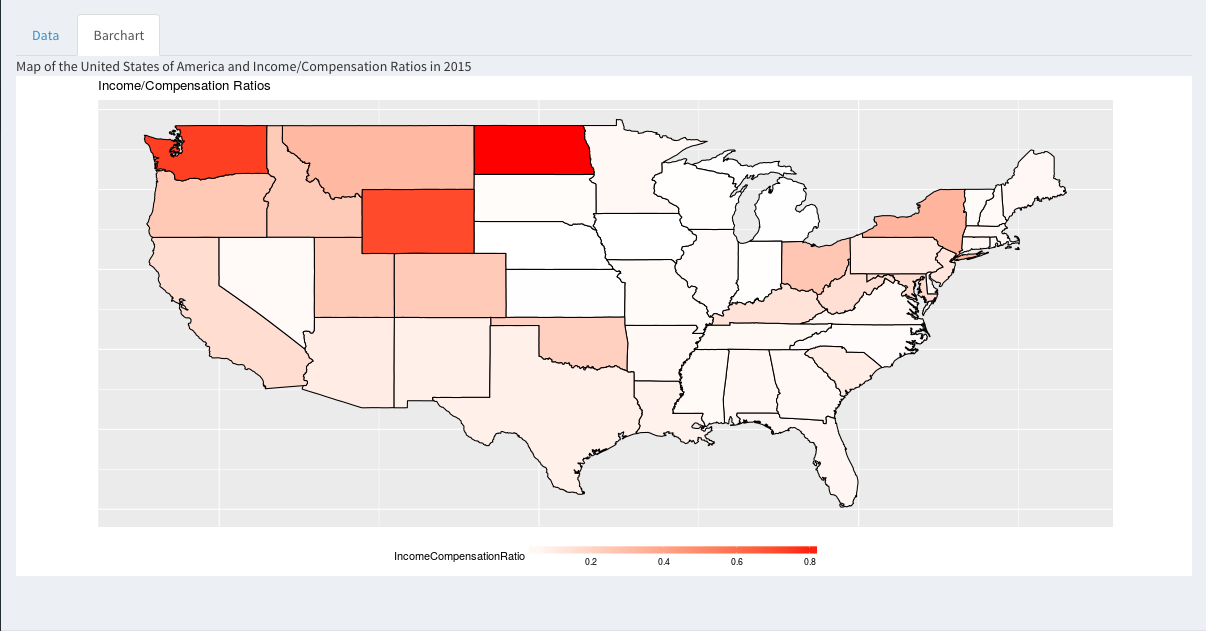 Data Barchart
Map of the United States of America and Income/Compensation Ratios in 2015
Income/Compensation Ratios
IncomeCompensationRatio
0.2 0.4 0.6 0.8